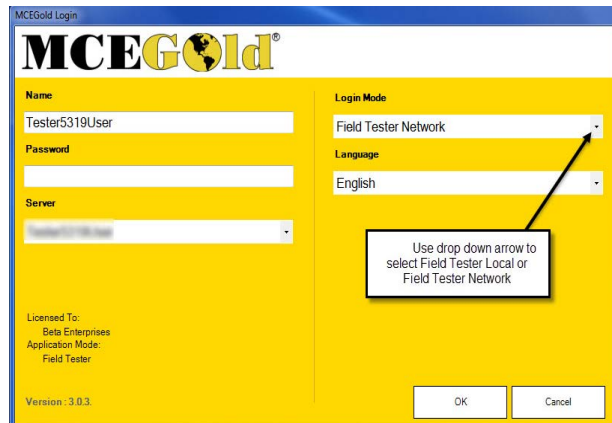 MCEGold Login
MCEGold®
Name
Tester5319User
Password
Server
Licensed To:
Beta Enterprises
Application Mode:
Field Tester
Version : 3.0.3.
Login Mode
Field Tester Network
Language
English
Use drop down arrow to
select Field Tester Local or
Field Tester Network
OK
Cancel